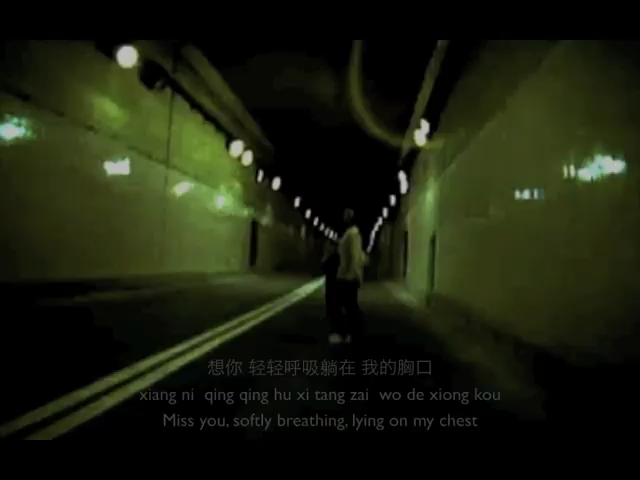 想你 轻轻呼吸躺在 我的胸口
xiang ni  qing qing hu xi tang zai  wo de xiong kou
Miss you, softly breathing, lying on my chest